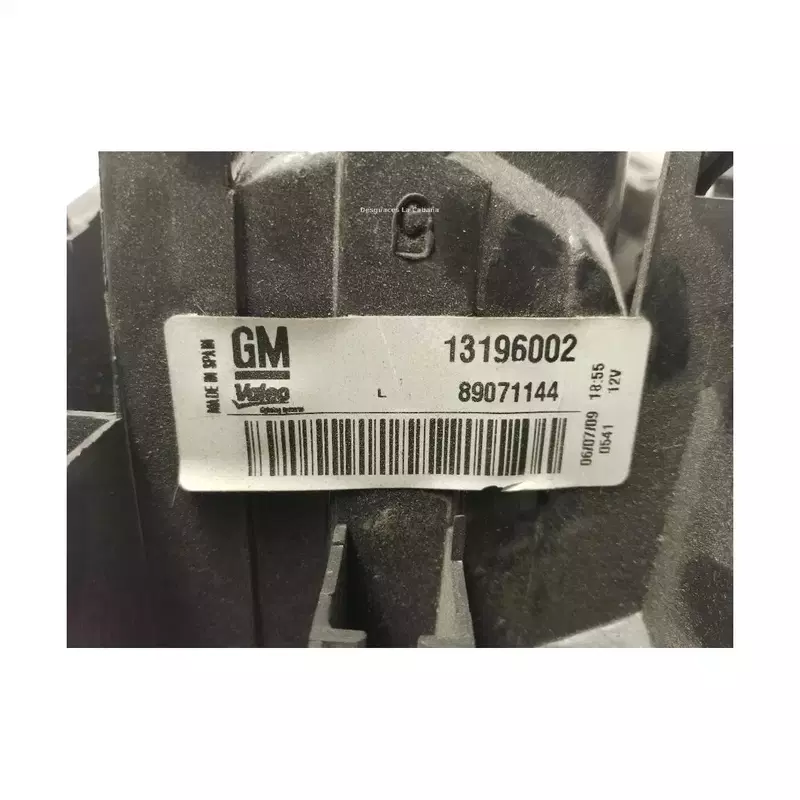 Desguaces La Cabaña
MADE IN SPAIN
GM
13196002
Valeo
L
89071144
06/07/09 18:55
0541
12V